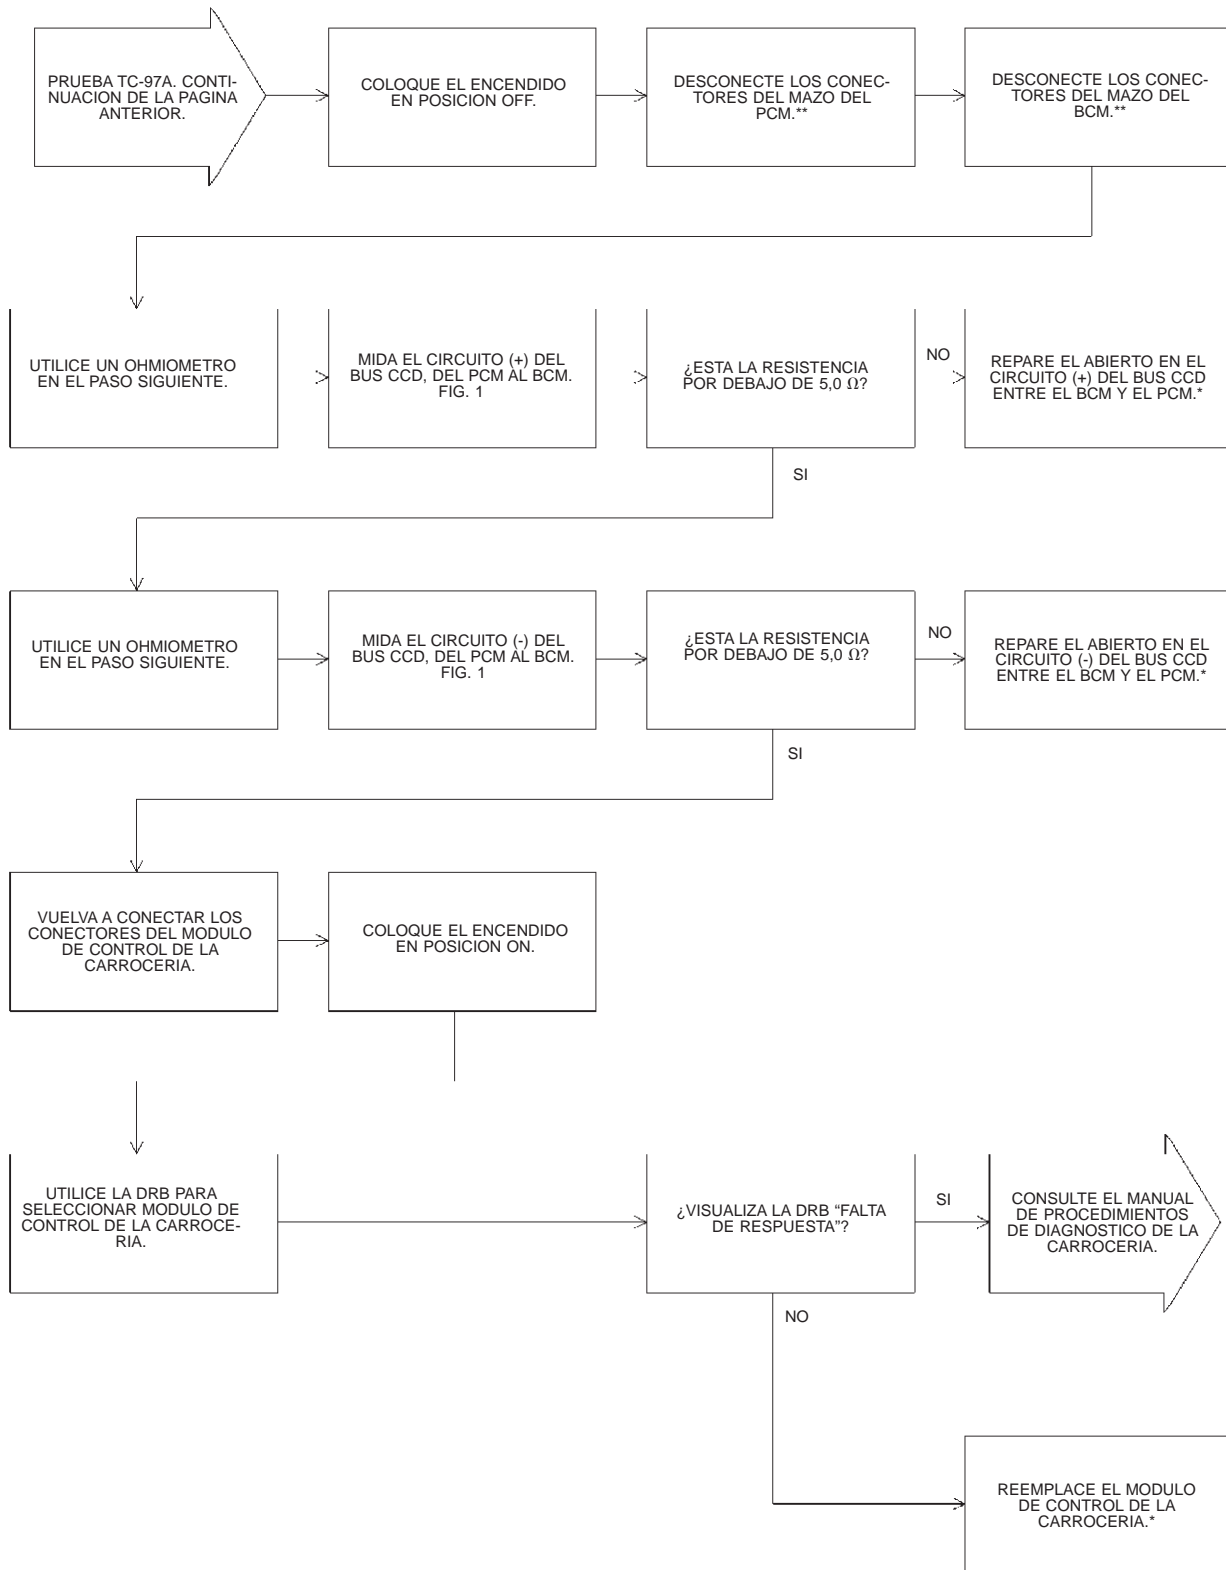 PRUEBA TC-97A. CONTI-
NUACION DE LA PAGINA
ANTERIOR.
COLOQUE EL ENCENDIDO
EN POSICION OFF.
DESCONECTE LOS CONEC-
TORES DEL MAZO DEL
PCM.**
DESCONECTE LOS CONEC-
TORES DEL MAZO DEL
BCM.**
UTILICE UN OHMIOMETRO
EN EL PASO SIGUIENTE.
MIDA EL CIRCUITO (+) DEL
BUS CCD, DEL PCM AL BCM.
FIG. 1
¿ESTA LA RESISTENCIA
POR DEBAJO DE 5,0 Ω?
NO
REPARE EL ABIERTO EN EL
CIRCUITO (+) DEL BUS CCD
ENTRE EL BCM Y EL PCM.*
SI
UTILICE UN OHMIOMETRO
EN EL PASO SIGUIENTE.
MIDA EL CIRCUITO (-) DEL
BUS CCD, DEL PCM AL BCM.
FIG. 1
¿ESTA LA RESISTENCIA
POR DEBAJO DE 5,0 Ω?
NO
REPARE EL ABIERTO EN EL
CIRCUITO (-) DEL BUS CCD
ENTRE EL BCM Y EL PCM.*
SI
VUELVA A CONECTAR LOS
CONECTORES DEL MODULO
DE CONTROL DE LA
CARROCERIA.
COLOQUE EL ENCENDIDO
EN POSICION ON.
UTILICE LA DRB PARA
SELECCIONAR MODULO DE
CONTROL DE LA CARROCE-
RIA.
¿VISUALIZA LA DRB “FALTA
DE RESPUESTA”?
SI
CONSULTE EL MANUAL
DE PROCEDIMIENTOS
DE DIAGNOSTICO DE LA
CARROCERIA.
NO
REEMPLACE EL MODULO
DE CONTROL DE LA
CARROCERIA.*